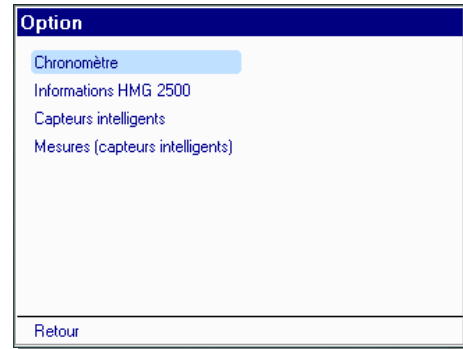 Option
Chronomètre
Informations HMG 2500
Capteurs intelligents
Mesures (capteurs intelligents)
Retour